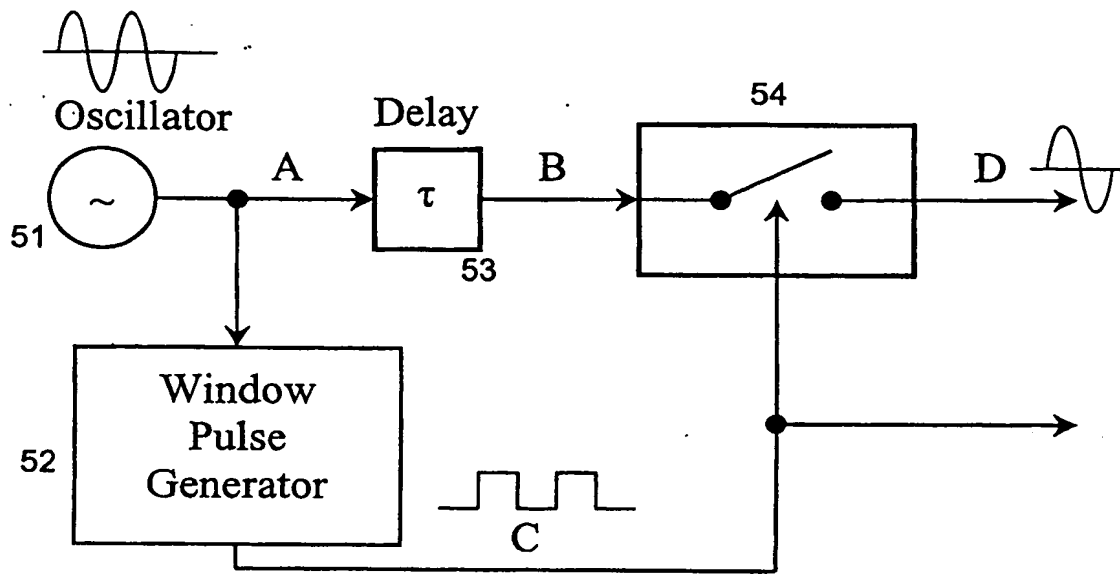 Oscillator
Delay
54
A
τ
B
D
~
51
53
Window
Pulse
Generator
52
C